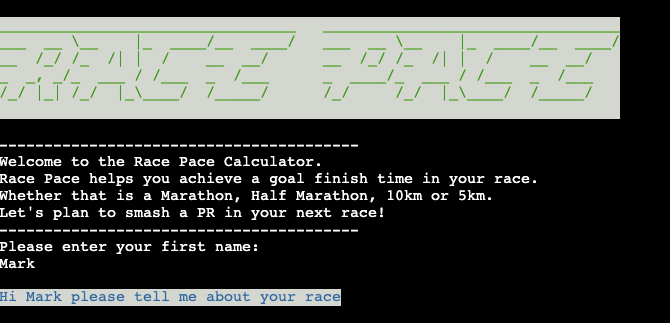 RACE PACE
----------------------------------------
Welcome to the Race Pace Calculator.
Race Pace helps you achieve a goal finish time in your race.
Whether that is a Marathon, Half Marathon, 10km or 5km.
Let's plan to smash a PR in your next race!
----------------------------------------
Please enter your first name:
Mark
Hi Mark please tell me about your race